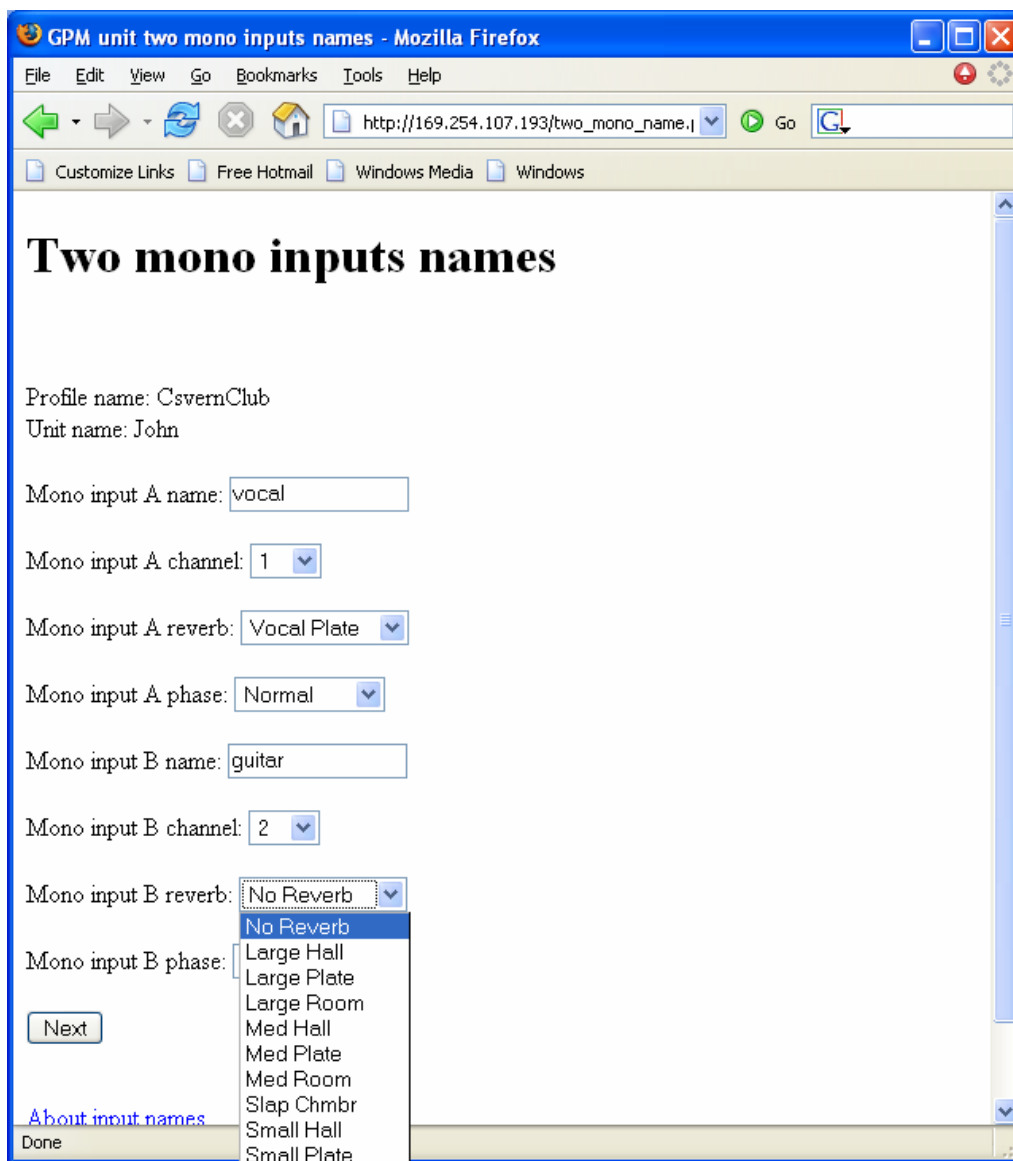 GPM unit two mono inputs names - Mozilla Firefox
File Edit View Go Bookmarks Tools Help
http://169.254.107.193/two_mono_name. Go G
Customize Links Free Hotmail Windows Media Windows
Two mono inputs names
Profile name: CsvernClub
Unit name: John
Mono input A name: vocal
Mono input A channel: 1
Mono input A reverb: Vocal Plate
Mono input A phase: Normal
Mono input B name: guitar
Mono input B channel: 2
Mono input B reverb: No Reverb
No Reverb
Large Hall
Mono input B phase:
Large Plate
Large Room
Next
Med Hall
Med Plate
Med Room
Slap Chmbr
About input names
Small Hall
Done
Small Plate